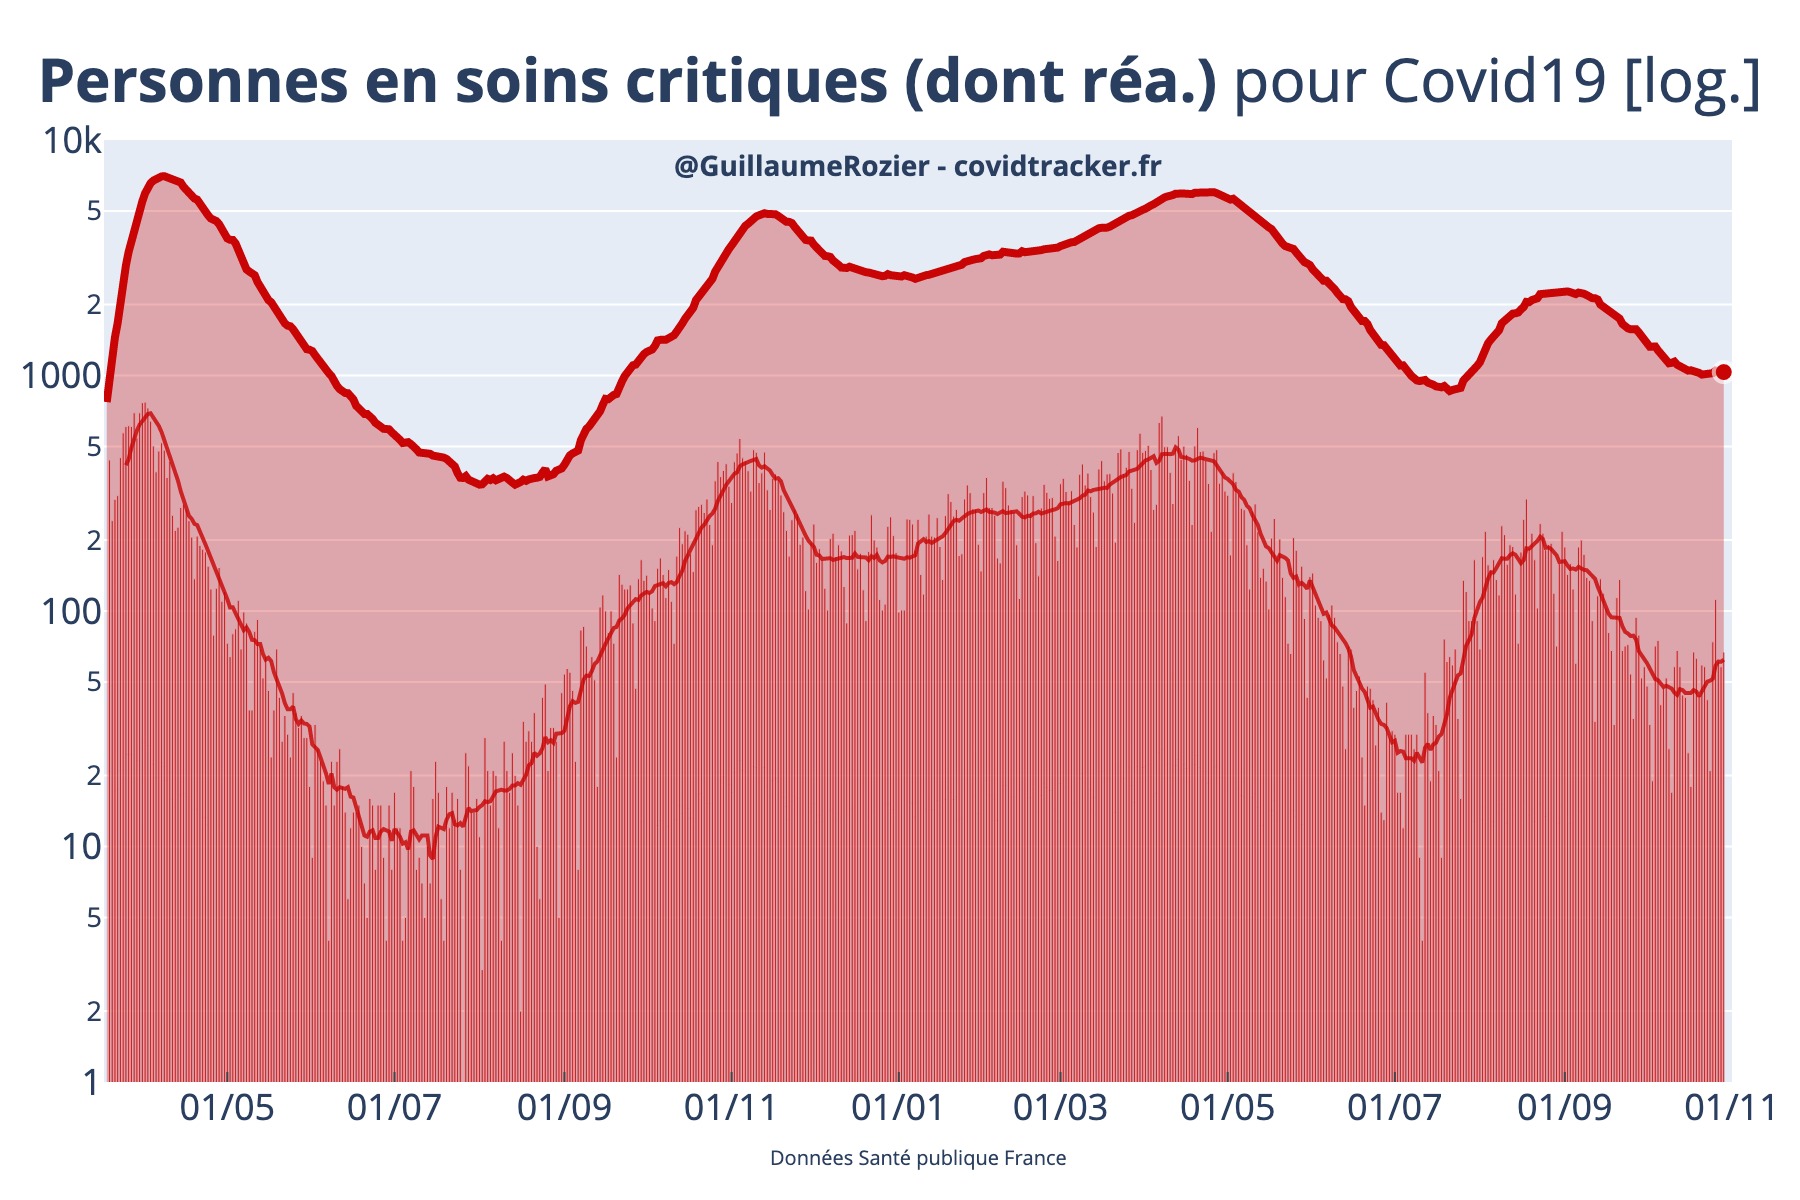 Personnes en soins critiques (dont réa.) pour Covid19 [log.]
@GuillaumeRozier - covidtracker.fr
10k
5
2
1000
5
2
100
5
2
10
5
2
1
01/05 01/07 01/09 01/11 01/01 01/03 01/05 01/07 01/09 01/11
Données Santé publique France